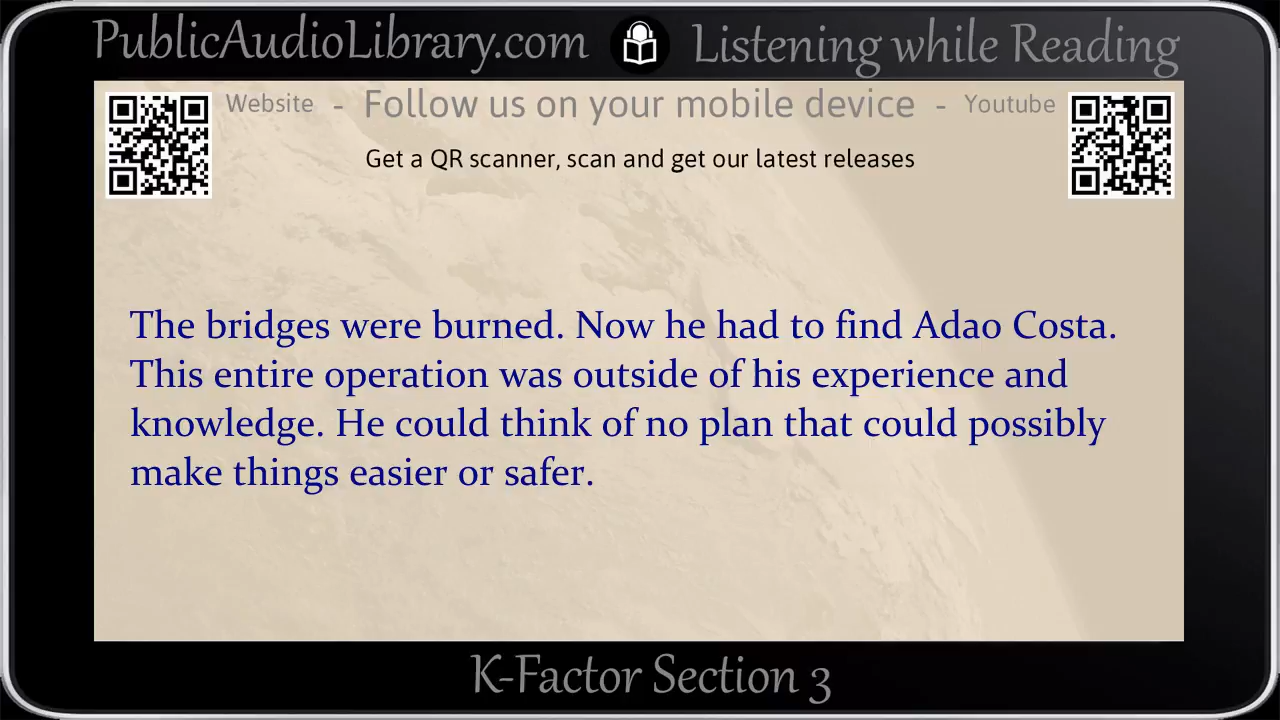 PublicAudioLibrary.com Listening while Reading
Website - Follow us on your mobile device - Youtube
Get a QR scanner, scan and get our latest releases
The bridges were burned. Now he had to find Adao Costa.
This entire operation was outside of his experience and
knowledge. He could think of no plan that could possibly
make things easier or safer.
K-Factor Section 3